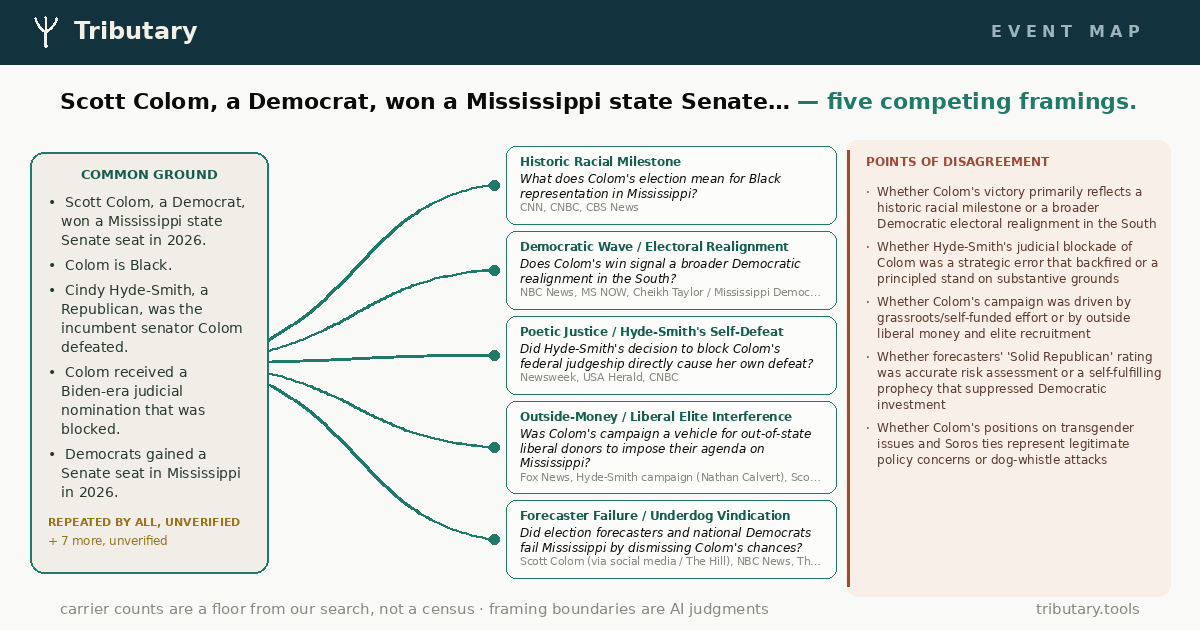 Tributary
EVENT MAP
Scott Colom, a Democrat, won a Mississippi state Senate… — five competing framings.
COMMON GROUND
• Scott Colom, a Democrat,
won a Mississippi state
Senate seat in 2026.
• Colom is Black.
• Cindy Hyde-Smith, a
Republican, was the
incumbent senator Colom
defeated.
• Colom received a
Biden-era judicial
nomination that was
blocked.
• Democrats gained a
Senate seat in Mississippi
in 2026.
REPEATED BY ALL, UNVERIFIED
+ 7 more, unverified
Historic Racial Milestone
What does Colom's election mean for Black
representation in Mississippi?
CNN, CNBC, CBS News
Democratic Wave / Electoral Realignment
Does Colom's win signal a broader Democratic
realignment in the South?
NBC News, MS NOW, Cheikh Taylor / Mississippi Democ…
Poetic Justice / Hyde-Smith's Self-Defeat
Did Hyde-Smith's decision to block Colom's
federal judgeship directly cause her own defeat?
Newsweek, USA Herald, CNBC
Outside-Money / Liberal Elite Interference
Was Colom's campaign a vehicle for out-of-state
liberal donors to impose their agenda on
Mississippi?
Fox News, Hyde-Smith campaign (Nathan Calvert), Sco…
Forecaster Failure / Underdog Vindication
Did election forecasters and national Democrats
fail Mississippi by dismissing Colom's chances?
Scott Colom (via social media / The Hill), NBC News, Th…
POINTS OF DISAGREEMENT
· Whether Colom's victory primarily reflects a
historic racial milestone or a broader
Democratic electoral realignment in the South
· Whether Hyde-Smith's judicial blockade of
Colom was a strategic error that backfired or a
principled stand on substantive grounds
· Whether Colom's campaign was driven by
grassroots/self-funded effort or by outside
liberal money and elite recruitment
· Whether forecasters' 'Solid Republican' rating
was accurate risk assessment or a self-fulfilling
prophecy that suppressed Democratic
investment
· Whether Colom's positions on transgender
issues and Soros ties represent legitimate
policy concerns or dog-whistle attacks
carrier counts are a floor from our search, not a census · framing boundaries are AI judgments
tributary.tools